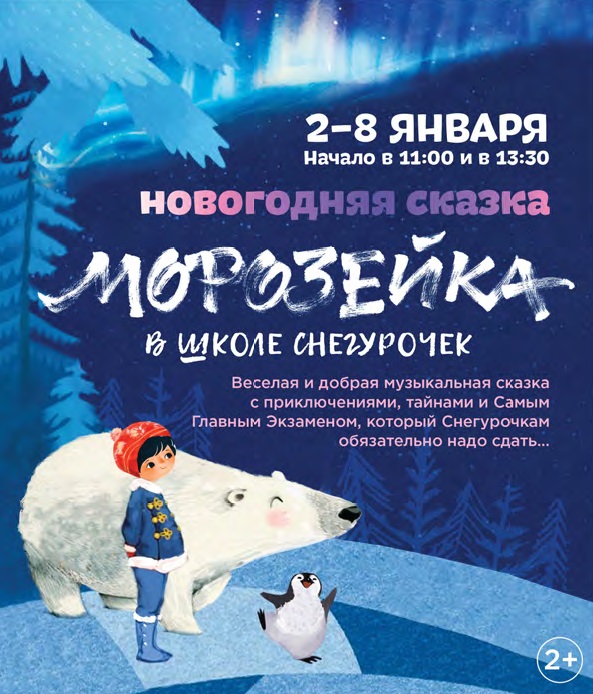 2–8 ЯНВАРЯ
Начало в 11:00 и в 13:30
НОВОГОДНЯЯ СКАЗКА
МОРОЗЕЙКА
В ШКОЛЕ СНЕГУРОЧЕК
Веселая и добрая музыкальная сказка
с приключениями, тайнами и Самым
Главным Экзаменом, который Снегурочкам
обязательно надо сдать...
2+